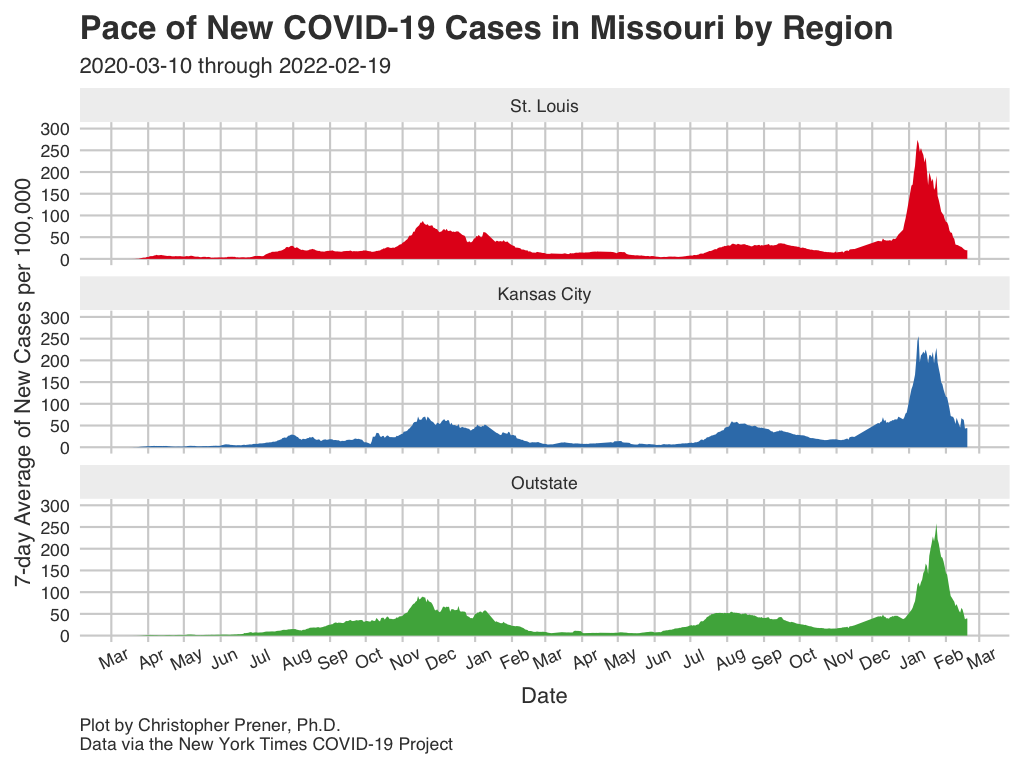 Pace of New COVID-19 Cases in Missouri by Region
2020-03-10 through 2022-02-19
7-day Average of New Cases per 100,000
St. Louis
300
250
200
150
100
50
0
Kansas City
300
250
200
150
100
50
0
Outstate
300
250
200
150
100
50
0
Mar Apr May Jun Jul Aug Sep Oct Nov Dec Jan Feb Mar Apr May Jun Jul Aug Sep Oct Nov Dec Jan Feb Mar
Date
Plot by Christopher Prener, Ph.D.
Data via the New York Times COVID-19 Project